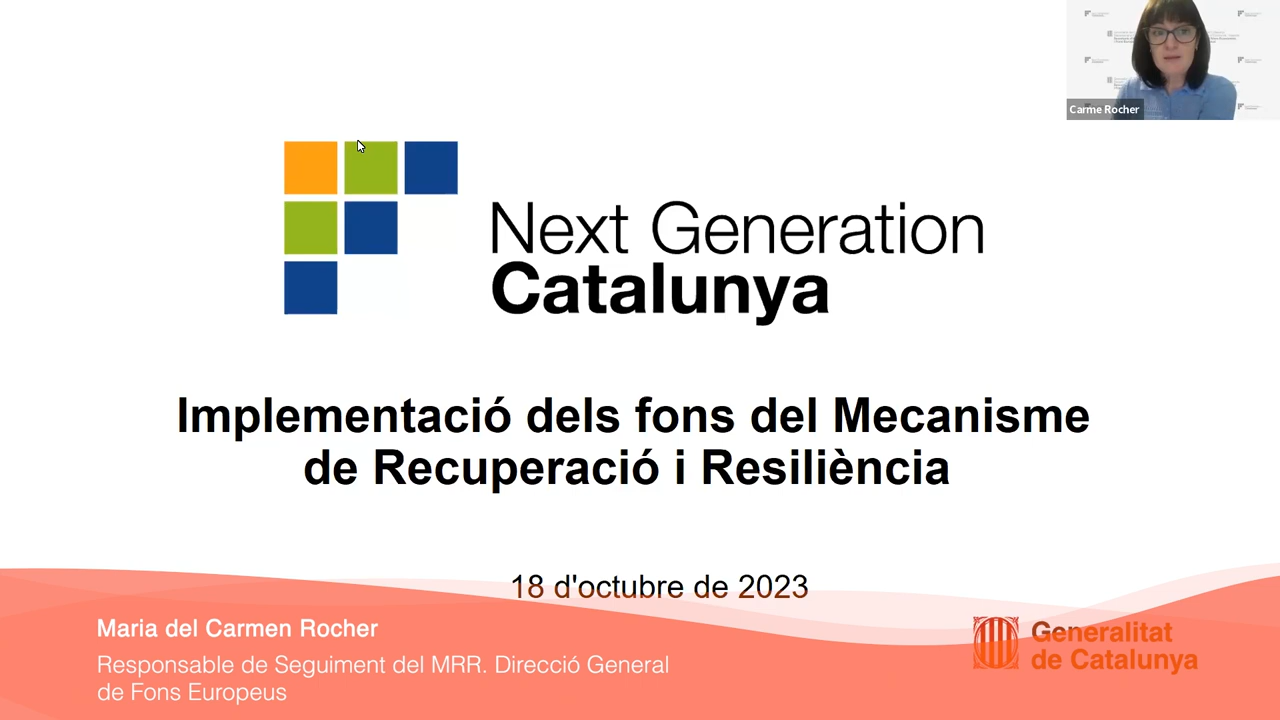 Carme Rocher
Next Generation
Catalunya
Implementació dels fons del Mecanisme
de Recuperació i Resiliència
18 d'octubre de 2023
Maria del Carmen Rocher
Responsable de Seguiment del MRR. Direcció General
de Fons Europeus
Generalitat
de Catalunya